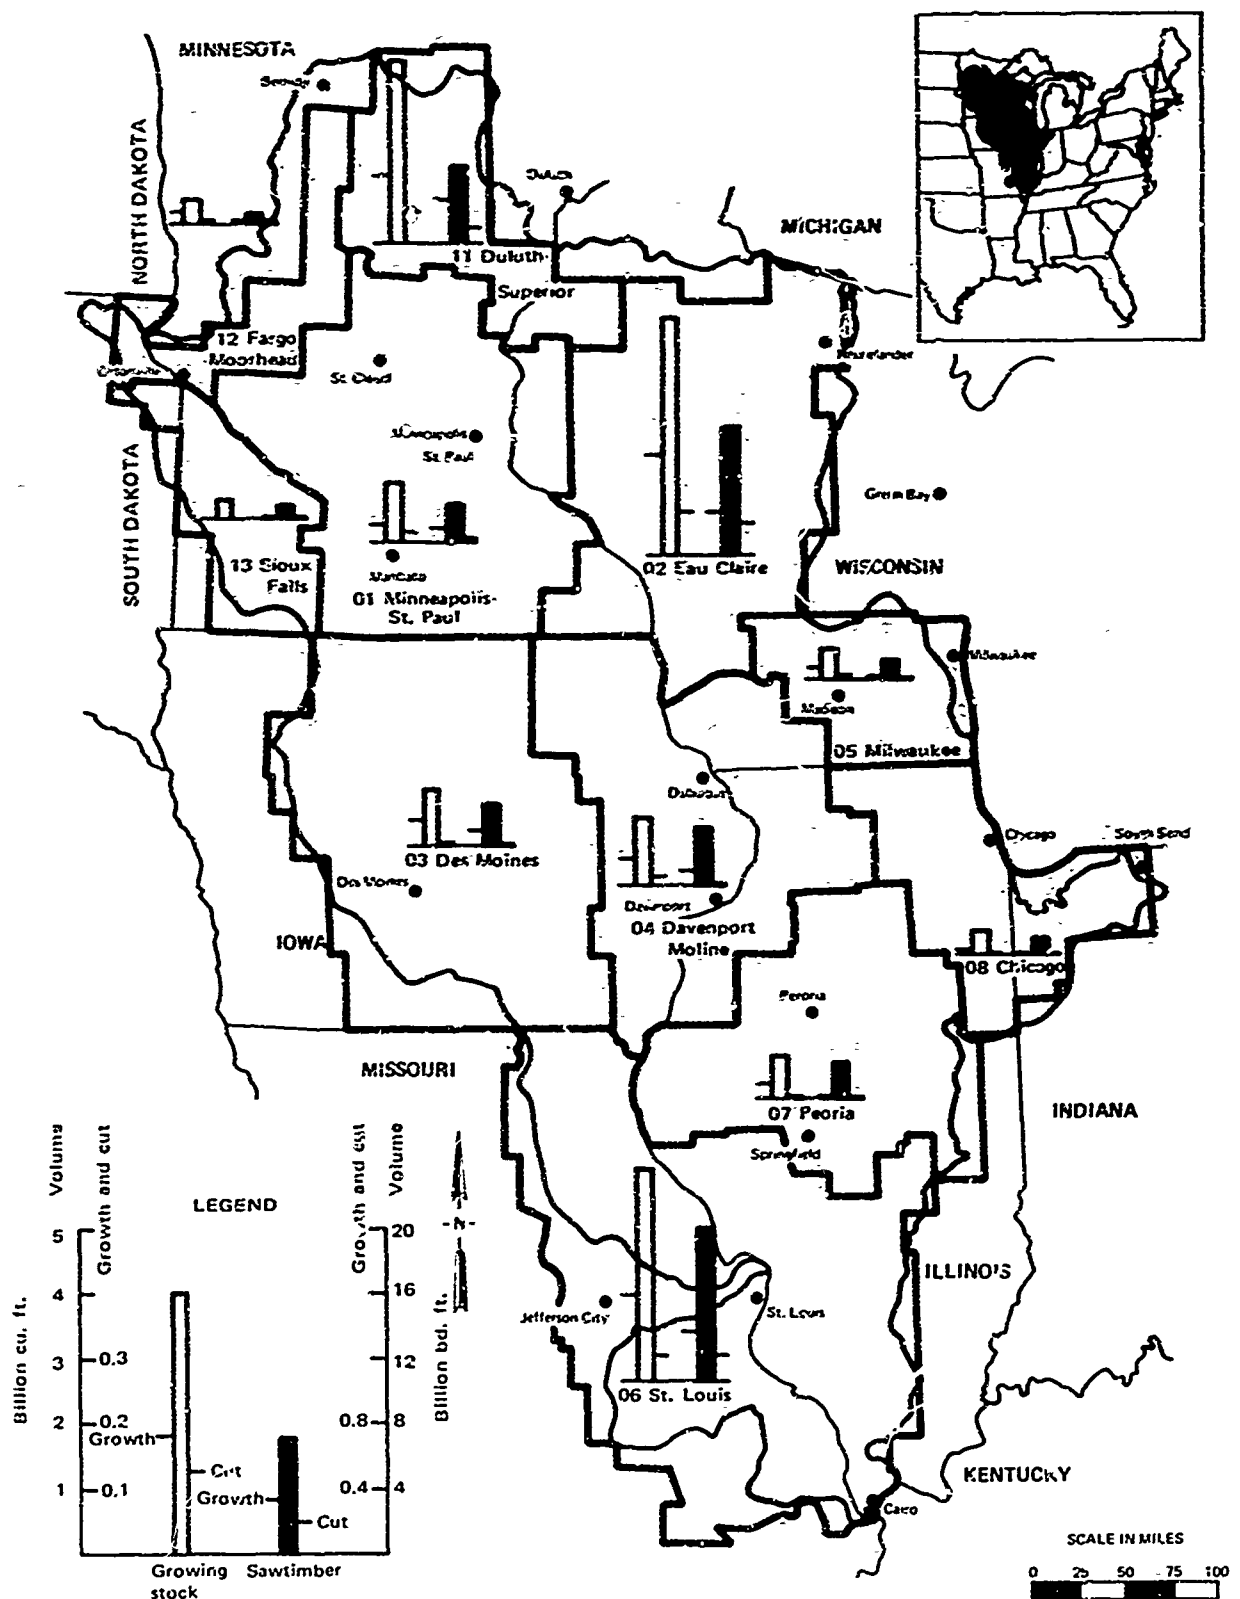 MINNESOTA
NORTH DAKOTA
MICHIGAN
11 Duluth-
Superior
12 Fargo
Moorhead
St. Cloud
Rhinelander
Minneapolis
St. Paul
Green Bay
SOUTH DAKOTA
13 Sioux
Falls
Mankato
01 Minneapolis-
St. Paul
02 Eau Claire
WISCONSIN
Milwaukee
Madison
05 Milwaukee
Dubuque
Chicago
South Bend
03 Des Moines
Des Moines
Davenport
04 Davenport
Moline
IOWA
08 Chicago
Peoria
MISSOURI
07 Peoria
INDIANA
Springfield
Volume
Growth and cut
Growth and cut
Volume
LEGEND
-N-
5
20
4
16
3
0.3
12
2
0.2
0.8
8
1
0.1
0.4
4
Billion cu. ft.
Billion bd. ft.
Growth
Cut
Growth
Cut
Growing
stock
Sawtimber
ILLINOIS
Jefferson City
St. Louis
06 St. Louis
KENTUCKY
Cairo
SCALE IN MILES
0 25 50 75 100